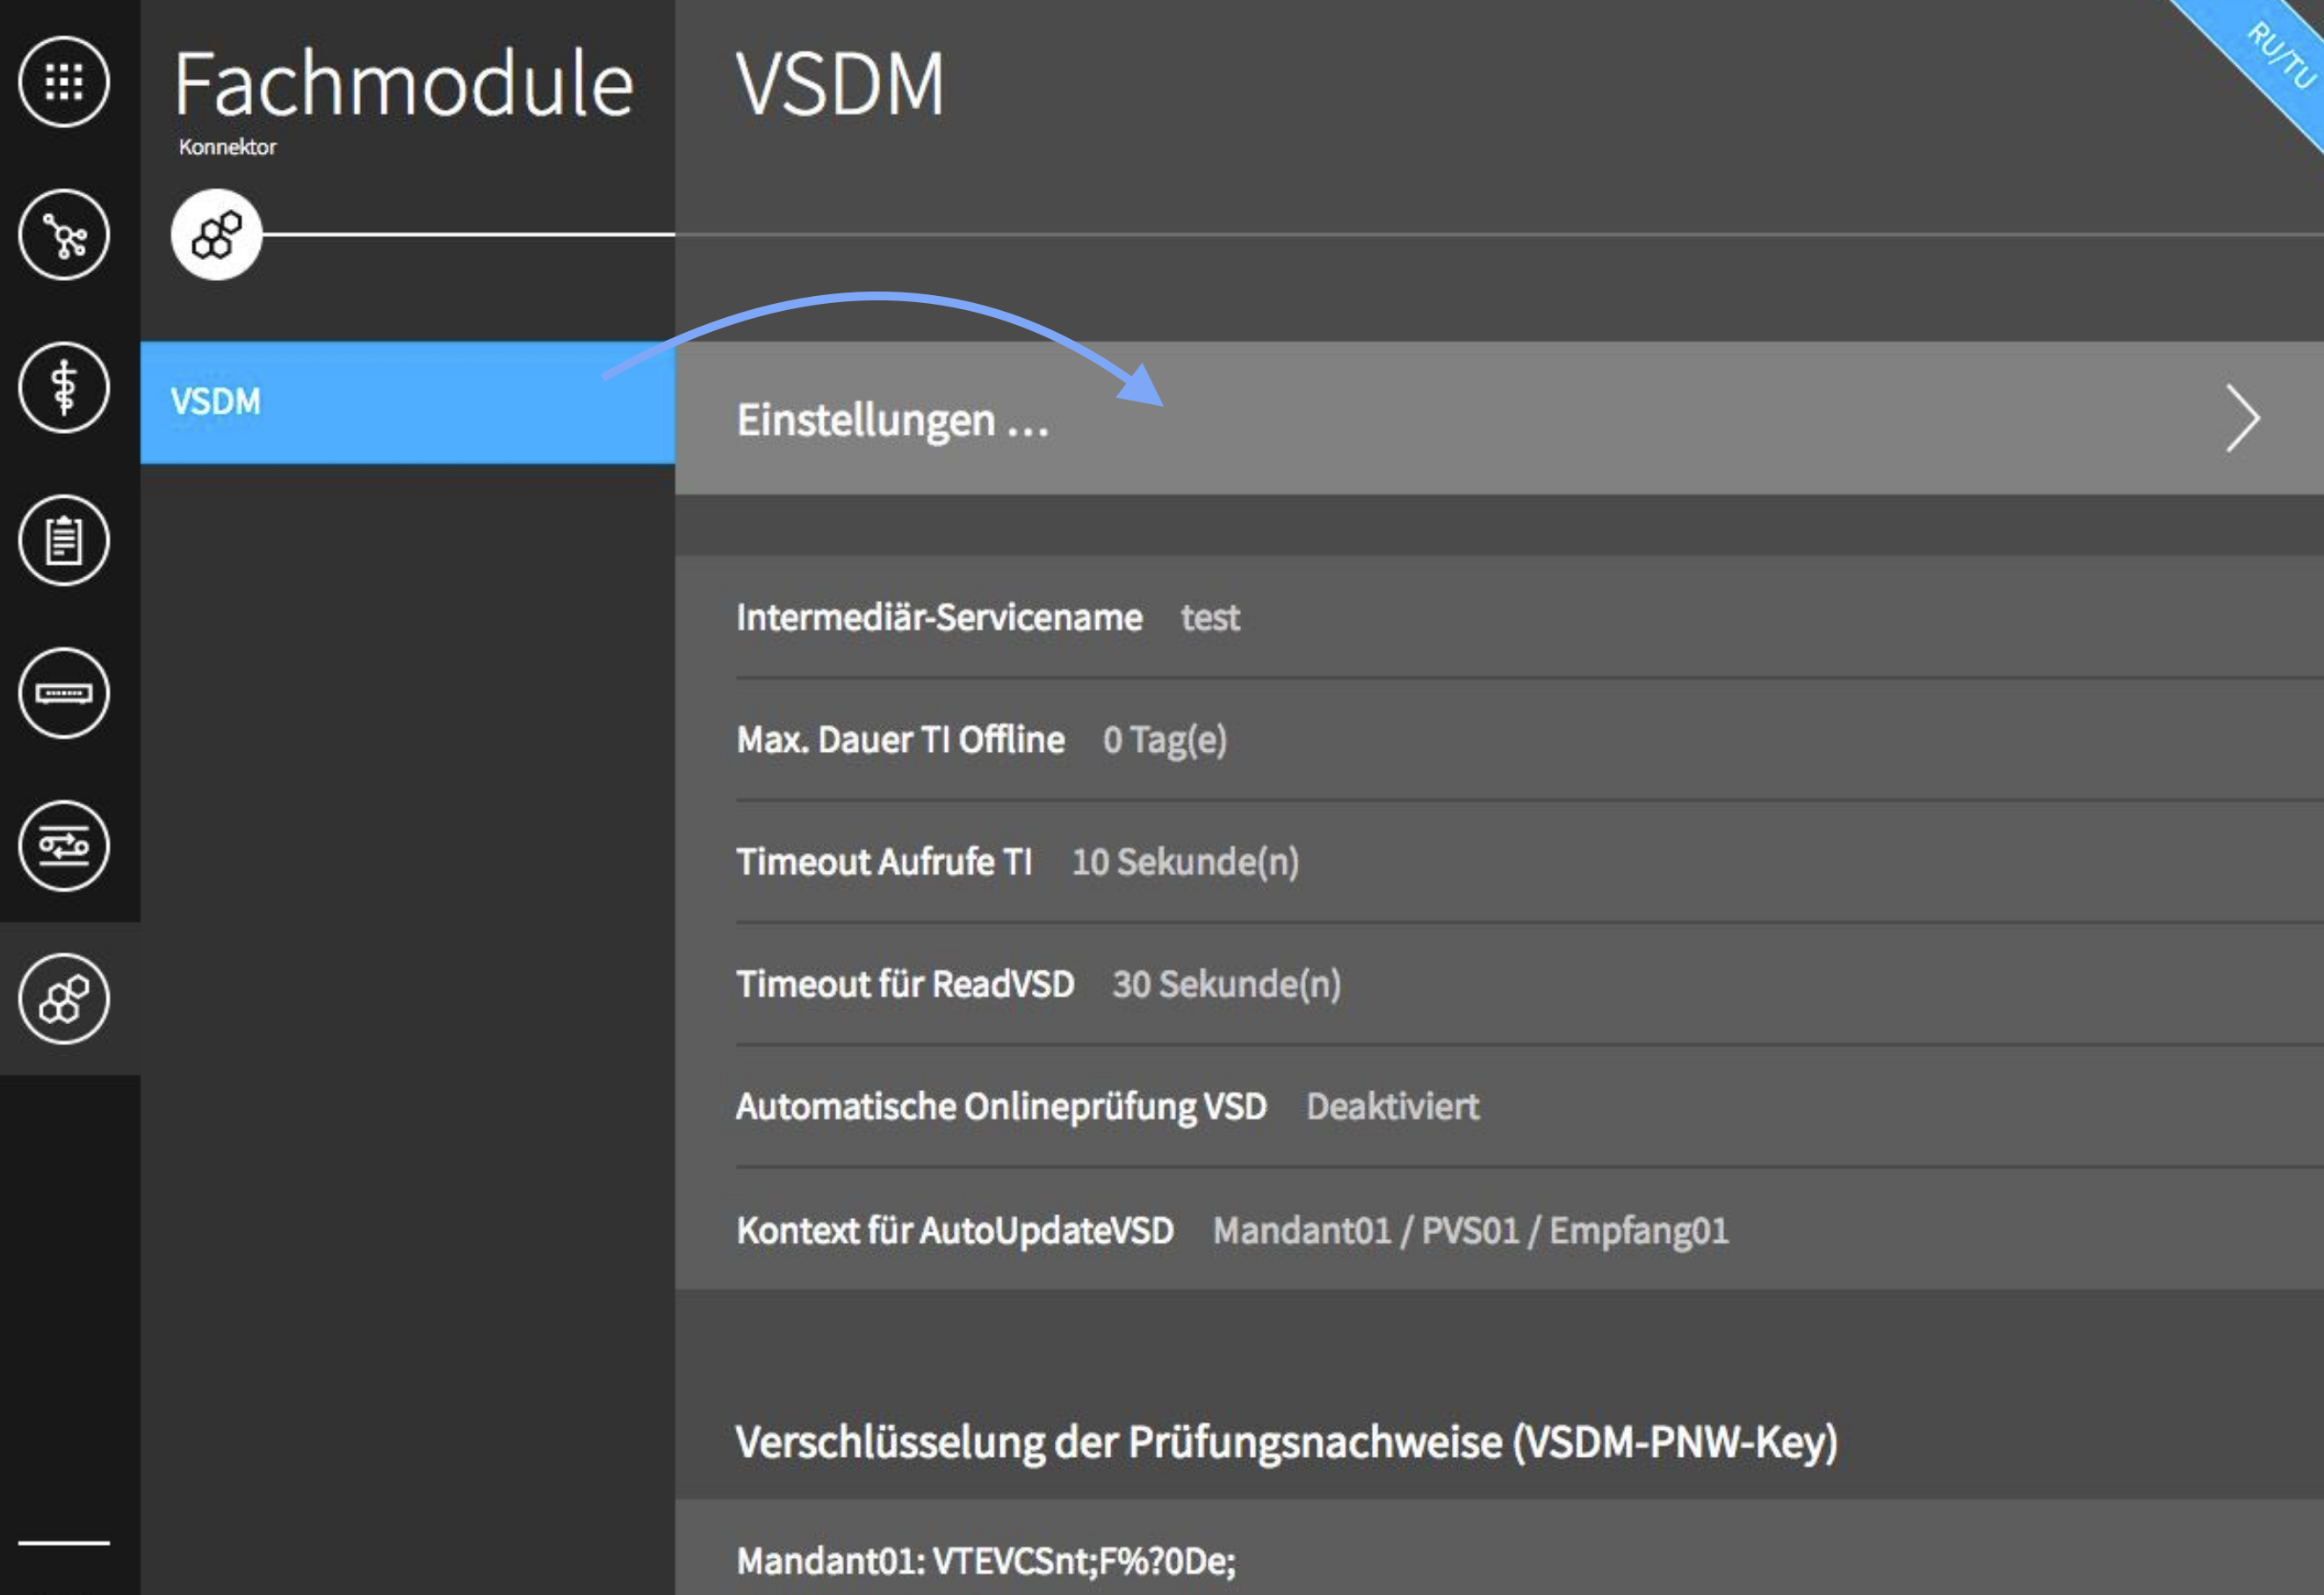 Fachmodule
Konnektor
VSDM
VSDM
RU/TU
Einstellungen ...
Intermediär-Servicename test
Max. Dauer TI Offline 0 Tag(e)
Timeout Aufrufe TI 10 Sekunde(n)
Timeout für ReadVSD 30 Sekunde(n)
Automatische Onlineprüfung VSD Deaktiviert
Kontext für AutoUpdateVSD Mandant01 / PVS01 / Empfang01
Verschlüsselung der Prüfungsnachweise (VSDM-PNW-Key)
Mandant01: VTEVCSnt;F%?0De;